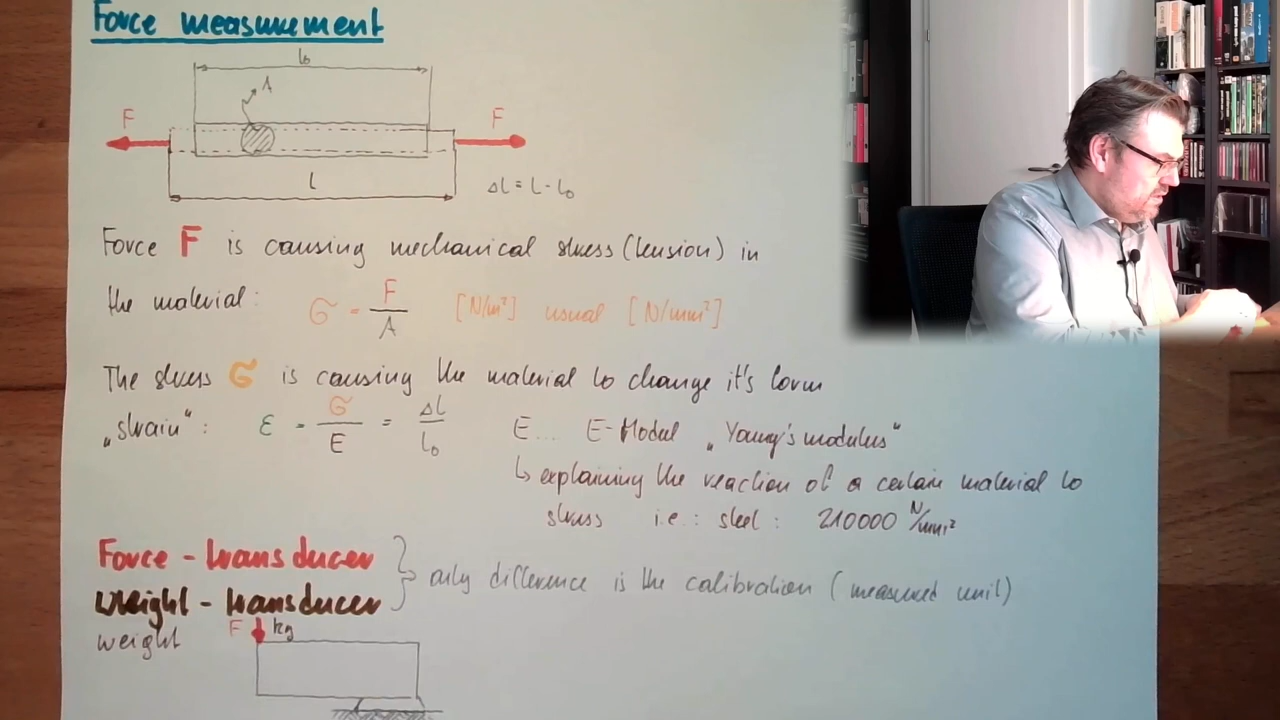 Force measurement
l₀
A
F F
l Δl = l - l₀
Force F is causing mechanical stress (tension) in
the material: σ = F/A [N/m²] usual [N/mm²]
The stress σ is causing the material to change it's form
„strain“: ε = σ/E = Δl/l₀ E... E-Modul „Young's modulus“
↳ explaining the reaction of a certain material to
stress i.e.: steel: 210000 N/mm²
Force - transducer
weight - transducer
only difference is the calibration (measured unit)
weight
F kg